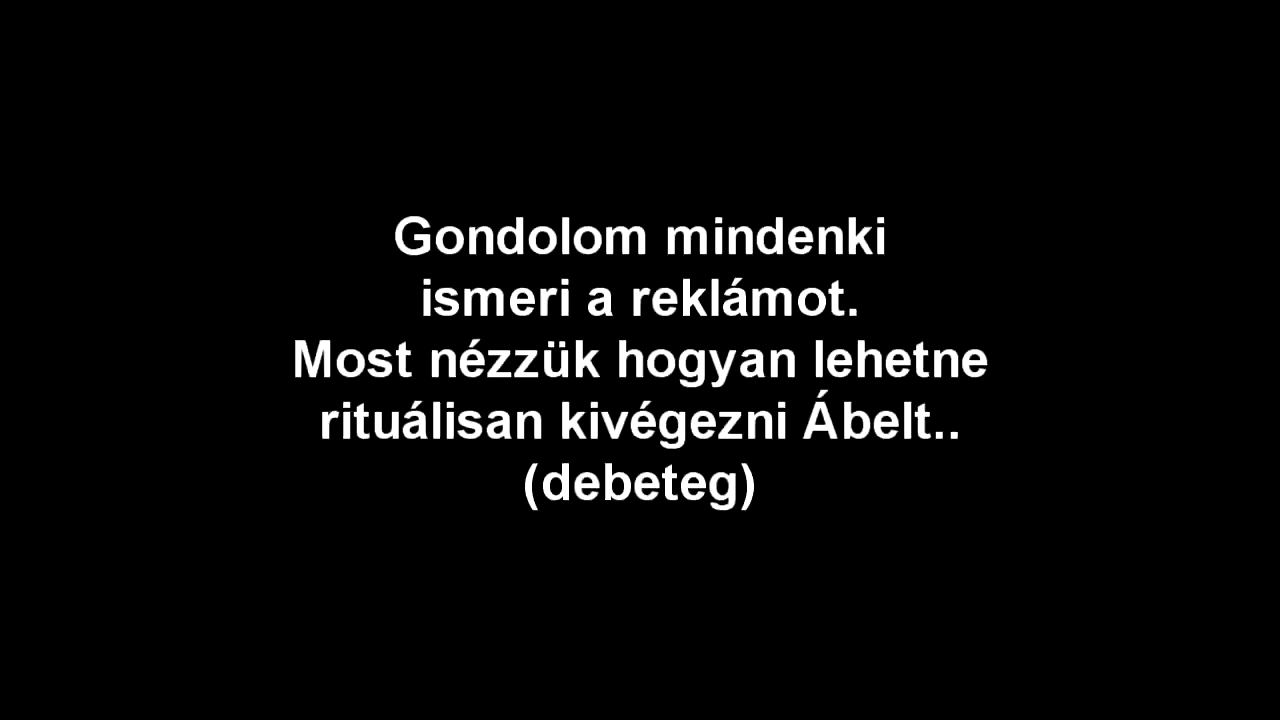 Gondolom mindenki
ismeri a reklámot.
Most nézzük hogyan lehetne
rituálisan kivégezni Ábelt..
(debeteg)